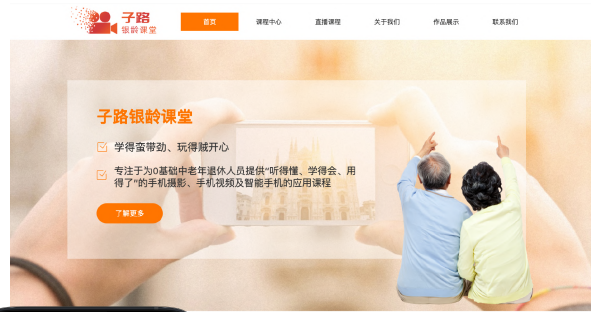 子路
银龄课堂
首页
课程中心
直播课程
关于我们
作品展示
联系我们
子路银龄课堂
学得蛮带劲、玩得贼开心
专注于为0基础中老年退休人员提供“听得懂、学得会、用
得了”的手机摄影、手机视频及智能手机的应用课程
了解更多